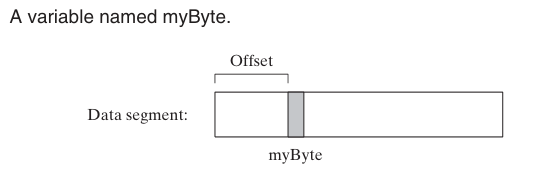 A variable named myByte.
Offset
Data segment:
myByte